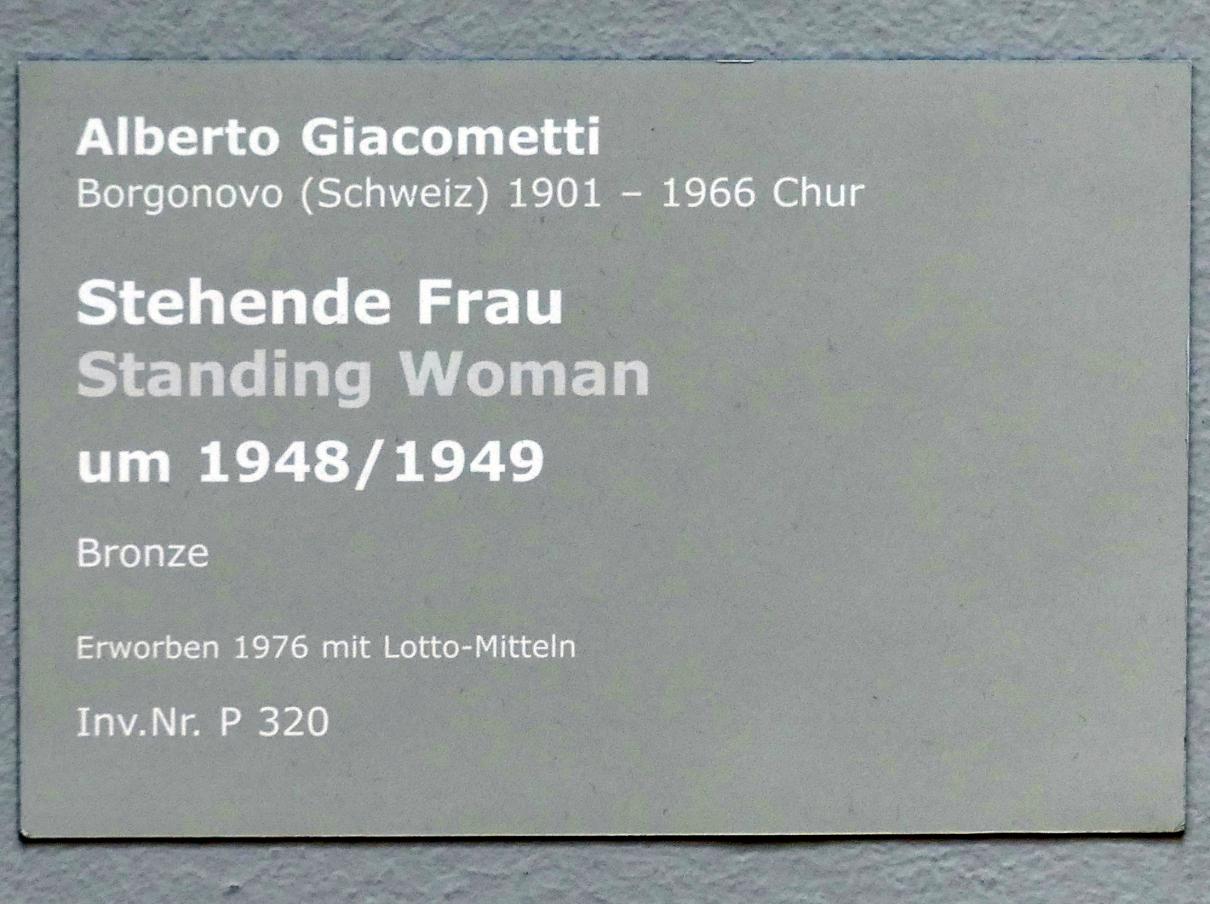 Alberto Giacometti
Borgonovo (Schweiz) 1901 – 1966 Chur
Stehende Frau
Standing Woman
um 1948/1949
Bronze
Erworben 1976 mit Lotto-Mitteln
Inv.Nr. P 320